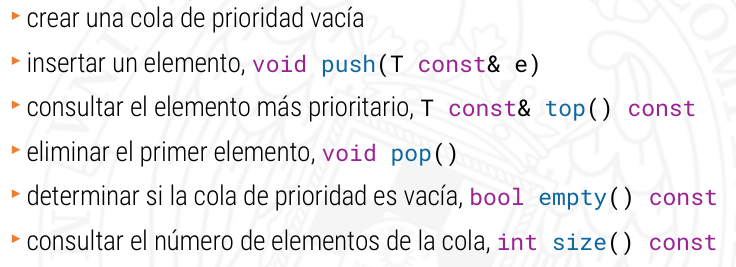 ▸ crear una cola de prioridad vacía
▸ insertar un elemento, void push(T const& e)
▸ consultar el elemento más prioritario, T const& top() const
▸ eliminar el primer elemento, void pop()
▸ determinar si la cola de prioridad es vacía, bool empty() const
▸ consultar el número de elementos de la cola, int size() const